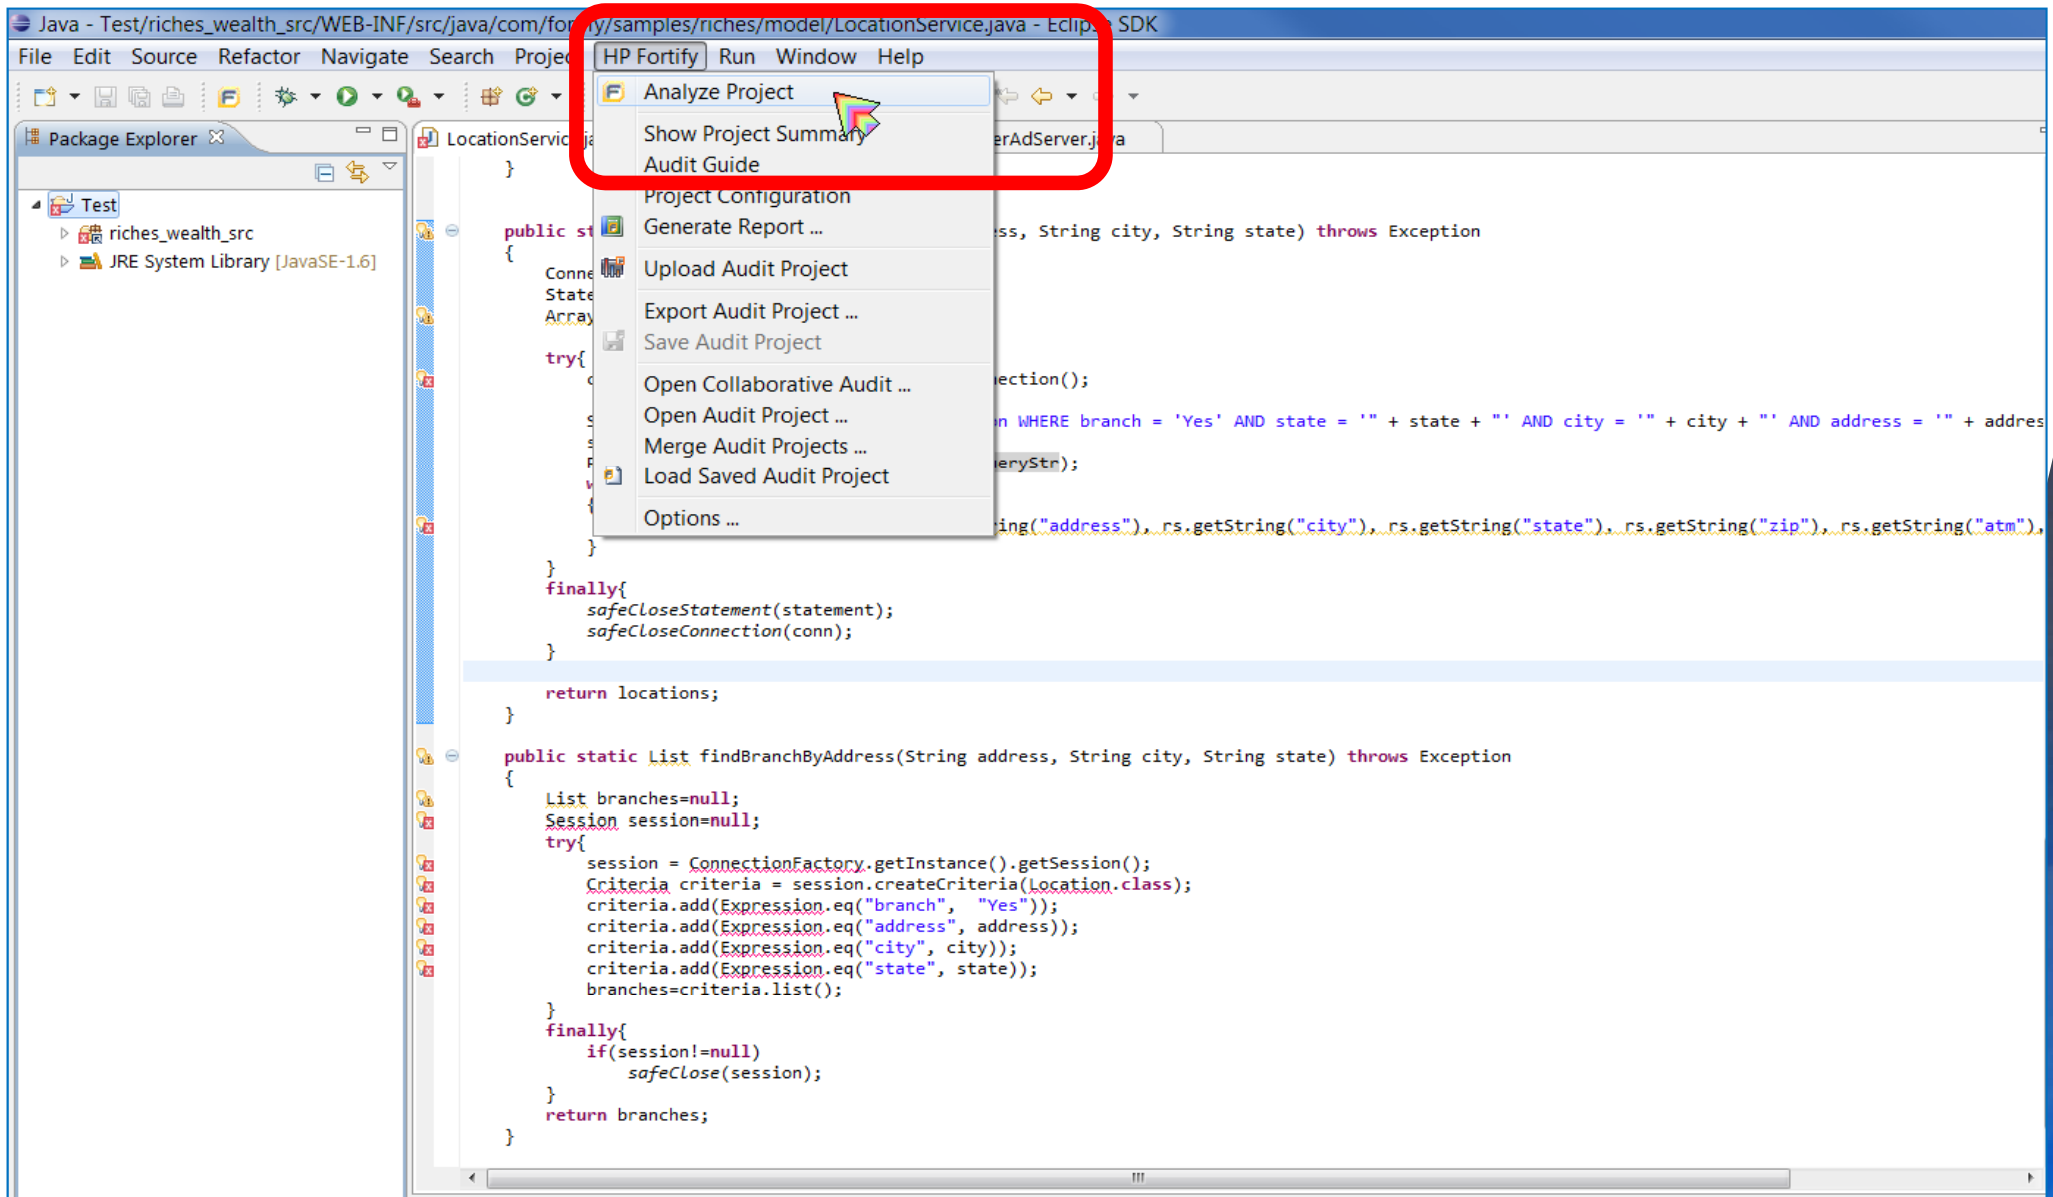 Java - Test/riches_wealth_src/WEB-INF/src/java/com/fortify/samples/riches/model/LocationService.java - Eclipse SDK
File Edit Source Refactor Navigate Search Project HP Fortify Run Window Help
Analyze Project
Package Explorer
LocationService.ja
erAdServer.java
Show Project Summary
Audit Guide
Project Configuration
Generate Report ...
Upload Audit Project
Export Audit Project ...
Save Audit Project
Open Collaborative Audit ...
Open Audit Project ...
Merge Audit Projects ...
Load Saved Audit Project
Options ...
Test
riches_wealth_src
JRE System Library [JavaSE-1.6]
}
public st ss, String city, String state) throws Exception
{
Conne
State
Array
try{
ection();
n WHERE branch = 'Yes' AND state = '" + state + "' AND city = '" + city + "' AND address = '" + addres
eryStr);
{
ing("address"), rs.getString("city"), rs.getString("state"), rs.getString("zip"), rs.getString("atm"),
}
}
finally{
safeCloseStatement(statement);
safeCloseConnection(conn);
}
return locations;
}
public static List findBranchByAddress(String address, String city, String state) throws Exception
{
List branches=null;
Session session=null;
try{
session = ConnectionFactory.getInstance().getSession();
Criteria criteria = session.createCriteria(Location.class);
criteria.add(Expression.eq("branch", "Yes"));
criteria.add(Expression.eq("address", address));
criteria.add(Expression.eq("city", city));
criteria.add(Expression.eq("state", state));
branches=criteria.list();
}
finally{
if(session!=null)
safeClose(session);
}
return branches;
}